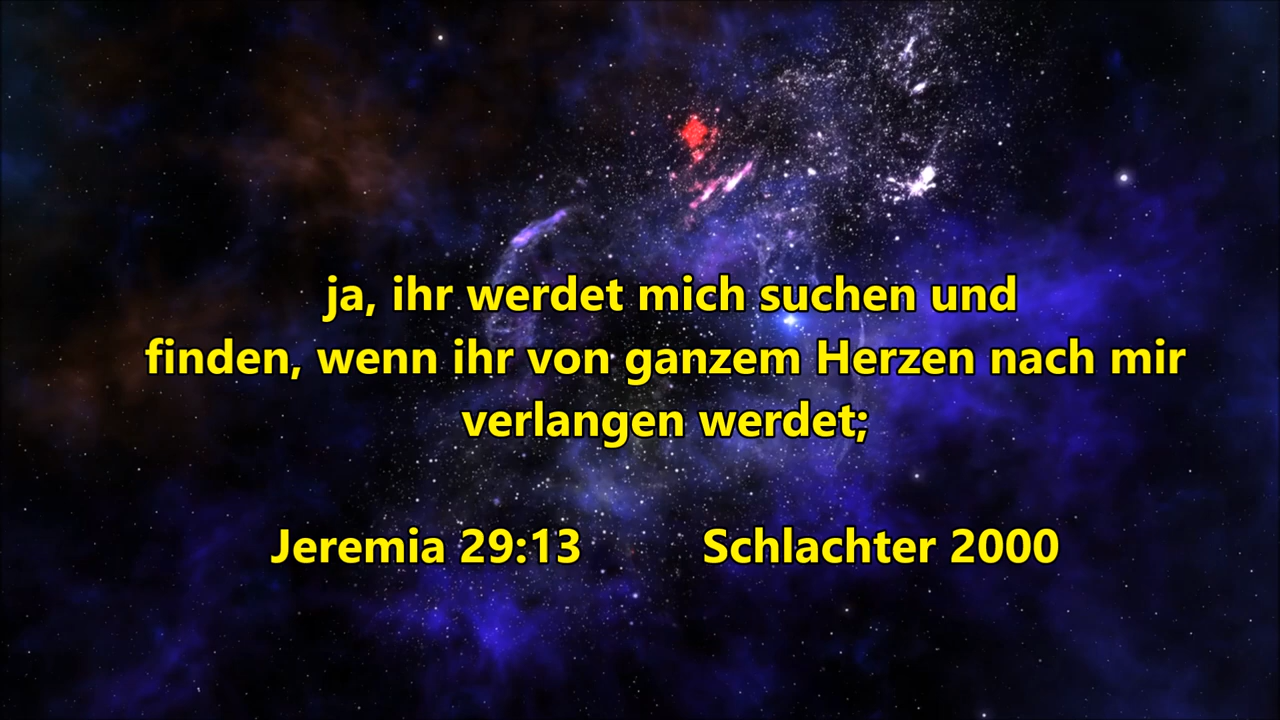 ja, ihr werdet mich suchen und
finden, wenn ihr von ganzem Herzen nach mir
verlangen werdet;
Jeremia 29:13 Schlachter 2000